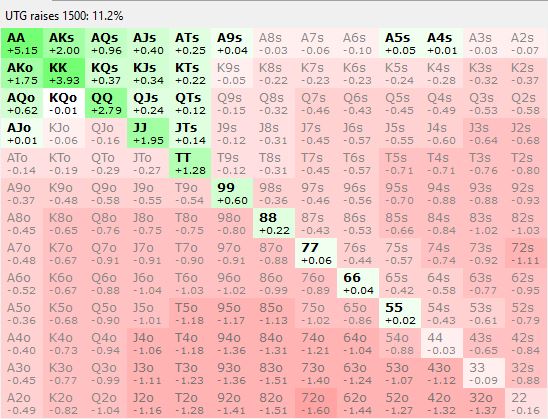 UTG raises 1500: 11.2%
AA AKs AQs AJs ATs A9s A8s A7s A6s A5s A4s A3s A2s
+5.15 +2.00 +0.96 +0.40 +0.25 +0.04 -0.03 -0.06 -0.10 +0.05 +0.01 -0.03 -0.07
AKo KK KQs KJs KTs K9s K8s K7s K6s K5s K4s K3s K2s
+1.75 +3.93 +0.37 +0.34 +0.22 -0.05 -0.22 -0.23 -0.23 -0.24 -0.28 -0.31 -0.37
AQo KQo QQ QJs QTs Q9s Q8s Q7s Q6s Q5s Q4s Q3s Q2s
+0.62 -0.01 +2.79 +0.24 +0.12 -0.15 -0.32 -0.46 -0.43 -0.45 -0.49 -0.53 -0.58
AJo KJo QJo JJ JTs J9s J8s J7s J6s J5s J4s J3s J2s
+0.01 -0.06 -0.16 +1.95 +0.14 -0.12 -0.31 -0.45 -0.57 -0.55 -0.60 -0.64 -0.68
ATo KTo QTo JTo TT T9s T8s T7s T6s T5s T4s T3s T2s
-0.14 -0.19 -0.29 -0.27 +1.28 -0.12 -0.31 -0.45 -0.57 -0.71 -0.71 -0.76 -0.80
A9o K9o Q9o J9o T9o 99 98s 97s 96s 95s 94s 93s 92s
-0.37 -0.48 -0.58 -0.55 -0.54 +0.60 -0.36 -0.46 -0.56 -0.70 -0.88 -0.88 -0.93
A8o K8o Q8o J8o T8o 98o 88 87s 86s 85s 84s 83s 82s
-0.45 -0.65 -0.76 -0.75 -0.75 -0.80 +0.22 -0.43 -0.53 -0.66 -0.84 -1.02 -1.03
A7o K7o Q7o J7o T7o 97o 87o 77 76s 75s 74s 73s 72s
-0.48 -0.67 -0.91 -0.91 -0.90 -0.91 -0.88 +0.06 -0.44 -0.57 -0.74 -0.92 -1.11
A6o K6o Q6o J6o T6o 96o 86o 76o 66 65s 64s 63s 62s
-0.52 -0.67 -0.88 -1.04 -1.03 -1.02 -0.99 -0.89 +0.04 -0.42 -0.58 -0.77 -0.95
A5o K5o Q5o J5o T5o 95o 85o 75o 65o 55 54s 53s 52s
-0.36 -0.68 -0.90 -1.01 -1.18 -1.17 -1.13 -1.02 -0.86 +0.02 -0.43 -0.61 -0.79
A4o K4o Q4o J4o T4o 94o 84o 74o 64o 54o 44 43s 42s
-0.40 -0.73 -0.94 -1.06 -1.18 -1.36 -1.31 -1.21 -1.04 -0.88 -0.03 -0.65 -0.84
A3o K3o Q3o J3o T3o 93o 83o 73o 63o 53o 43o 33 32s
-0.45 -0.77 -0.99 -1.11 -1.23 -1.36 -1.51 -1.40 -1.24 -1.07 -1.12 -0.09 -0.88
A2o K2o Q2o J2o T2o 92o 82o 72o 62o 52o 42o 32o 22
-0.49 -0.82 -1.04 -1.16 -1.28 -1.41 -1.51 -1.60 -1.44 -1.27 -1.32 -1.37 -0.16